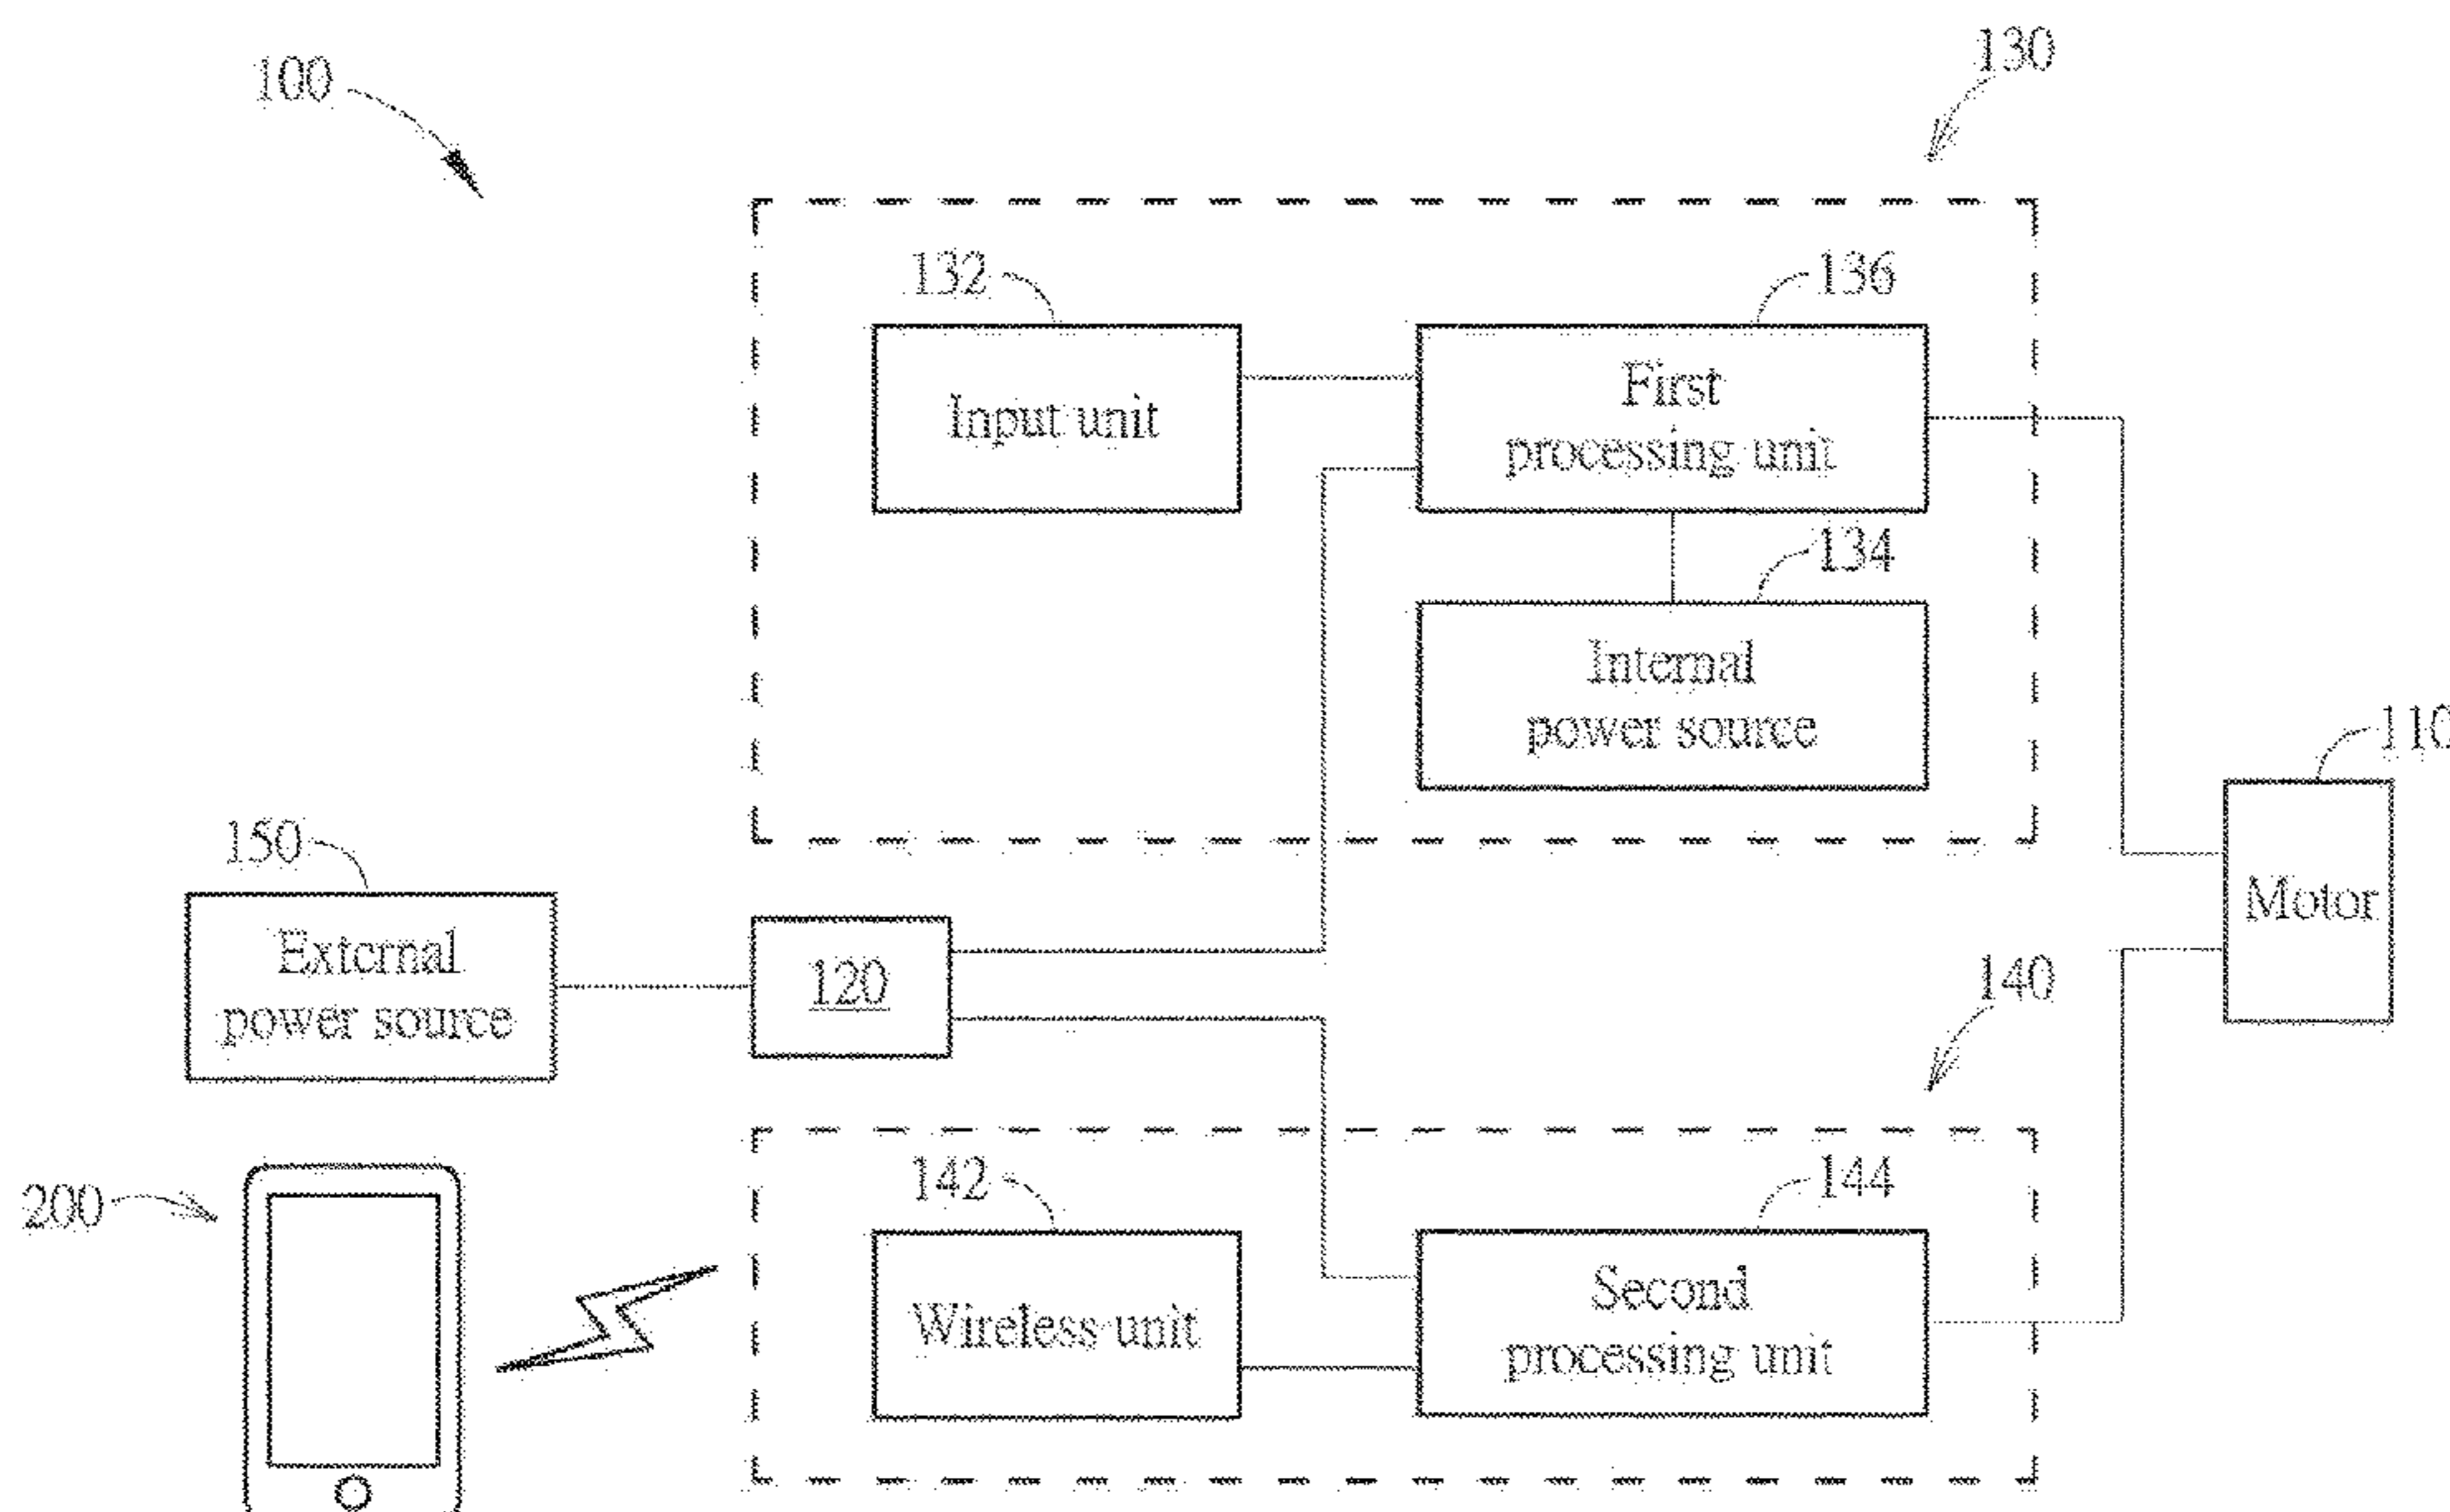 100
130
132
136
Input unit
First
processing unit
134
Internal
power source
110
Motor
150
External
power source
120
140
200
142
144
Wireless unit
Second
processing unit